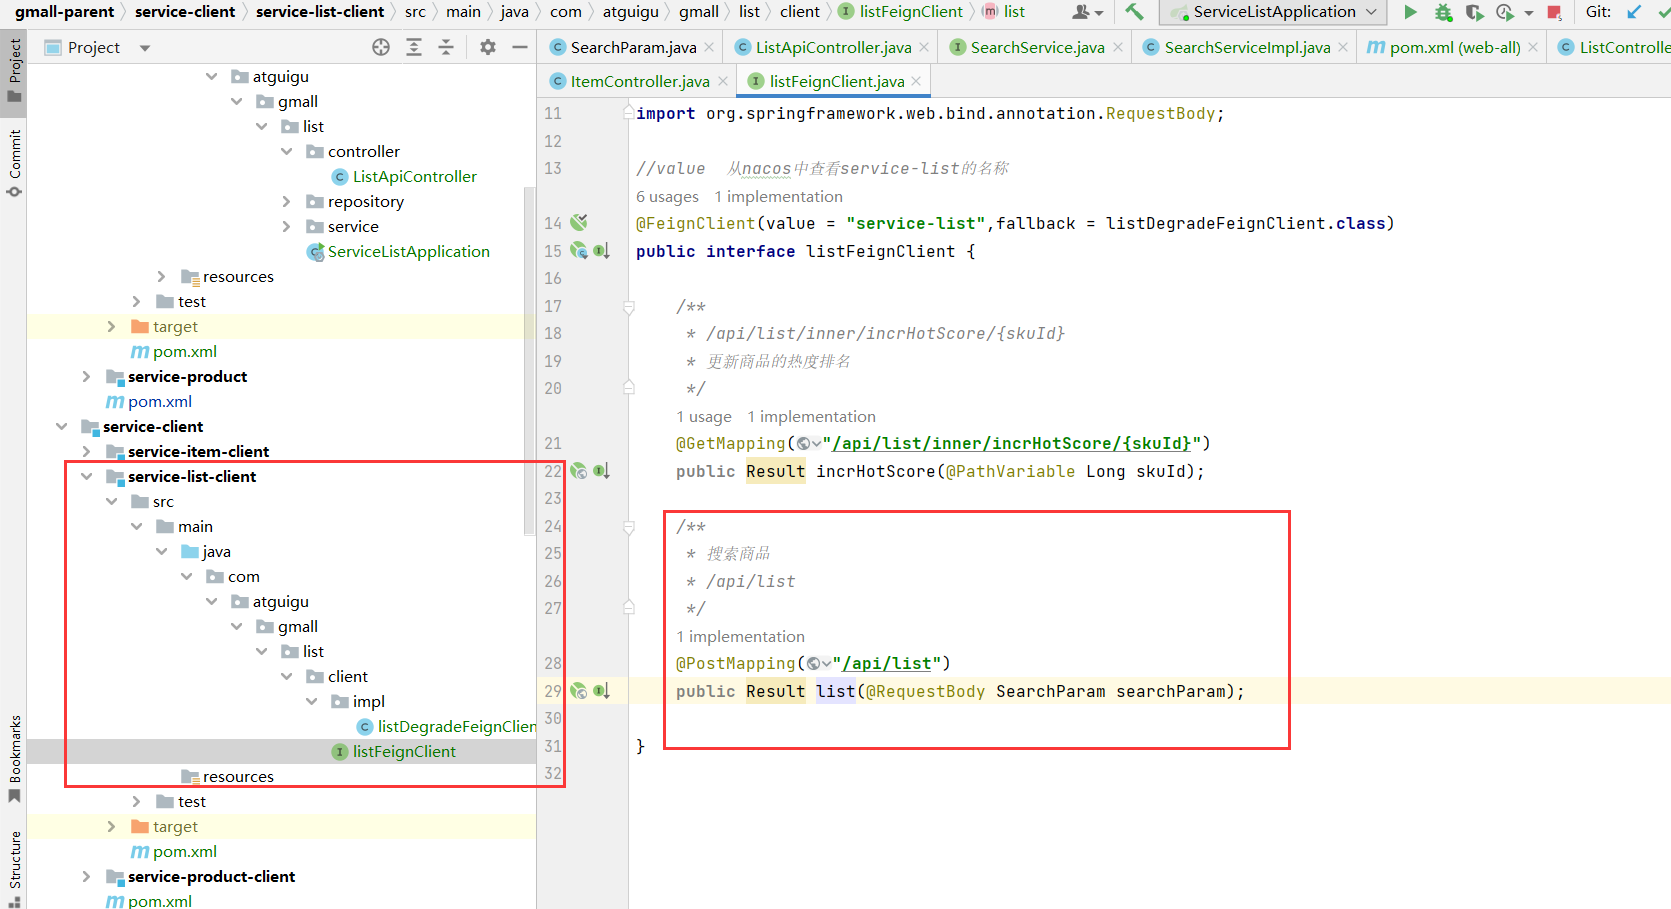 gmall-parent service-client service-list-client src main java com atguigu gmall list client listFeignClient list ServiceListApplication Git:
Project
SearchParam.java ListApiController.java SearchService.java SearchServiceImpl.java pom.xml (web-all) ListControlle
ItemController.java listFeignClient.java
Project
Commit
Bookmarks
Structure
atguigu
gmall
list
controller
ListApiController
repository
service
ServiceListApplication
resources
test
target
pom.xml
service-product
pom.xml
service-client
service-item-client
service-list-client
src
main
java
com
atguigu
gmall
list
client
impl
listDegradeFeignClien
listFeignClient
resources
test
target
pom.xml
service-product-client
pom.xml
11 import org.springframework.web.bind.annotation.RequestBody;
12
13 //value 从nacos中查看service-list的名称
6 usages 1 implementation
14 @FeignClient(value = "service-list",fallback = listDegradeFeignClient.class)
15 public interface listFeignClient {
16
17 /**
18 * /api/list/inner/incrHotScore/{skuId}
19 * 更新商品的热度排名
20 */
1 usage 1 implementation
21 @GetMapping("/api/list/inner/incrHotScore/{skuId}")
22 public Result incrHotScore(@PathVariable Long skuId);
23
24 /**
25 * 搜索商品
26 * /api/list
27 */
1 implementation
28 @PostMapping("/api/list")
29 public Result list(@RequestBody SearchParam searchParam);
30
31 }
32